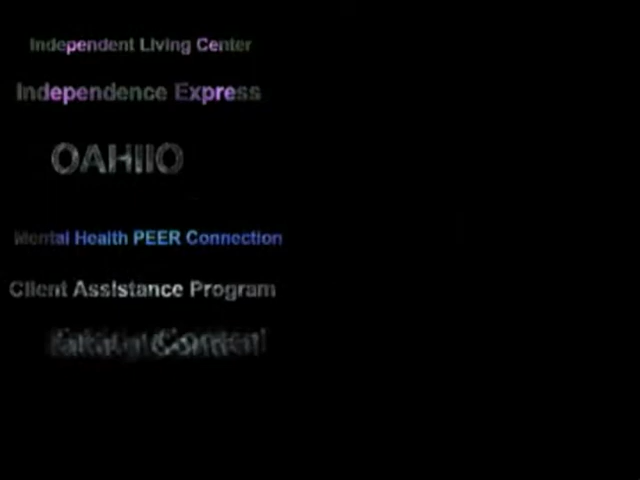 Independent Living Center
Independence Express
OAHIIO
Mental Health PEER Connection
Client Assistance Program